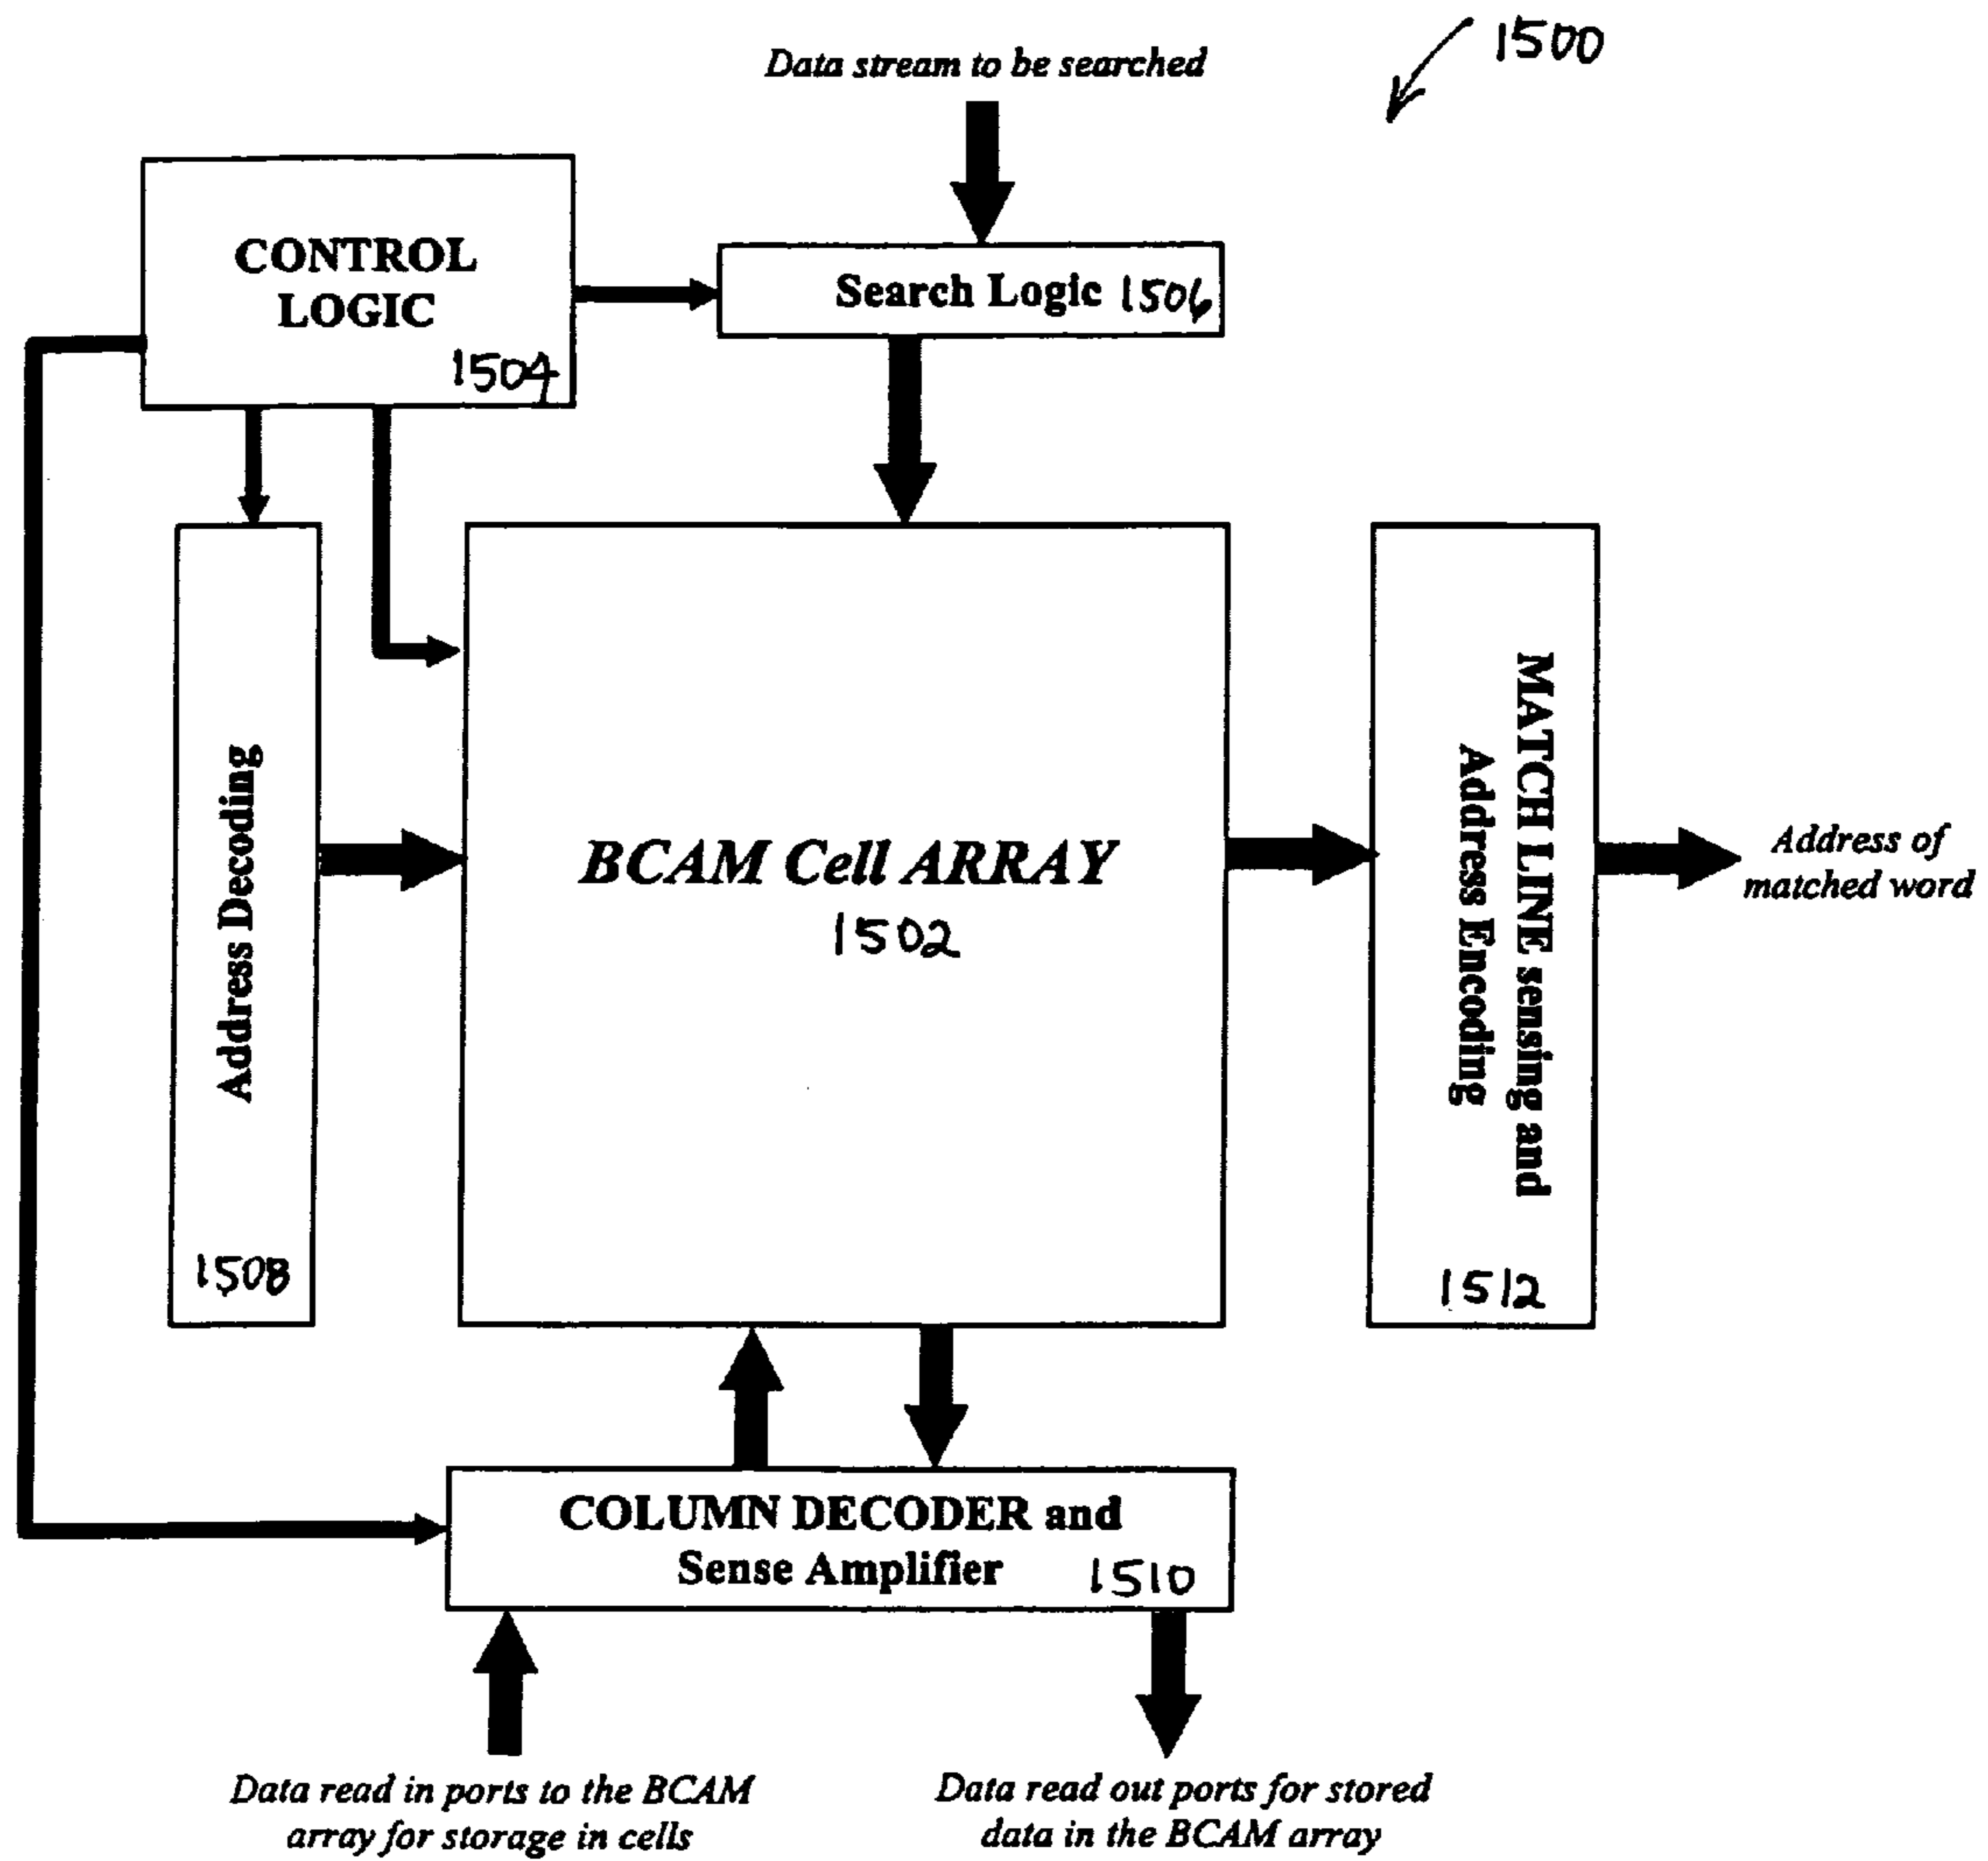 1500
Data stream to be searched
CONTROL
LOGIC
1504
Search Logic 1506
Address Decoding
1508
BCAM Cell ARRAY
1502
MATCH LINE sensing and
Address Encoding
1512
Address of
matched word
COLUMN DECODER and
Sense Amplifier 1510
Data read in ports to the BCAM
array for storage in cells
Data read out ports for stored
data in the BCAM array